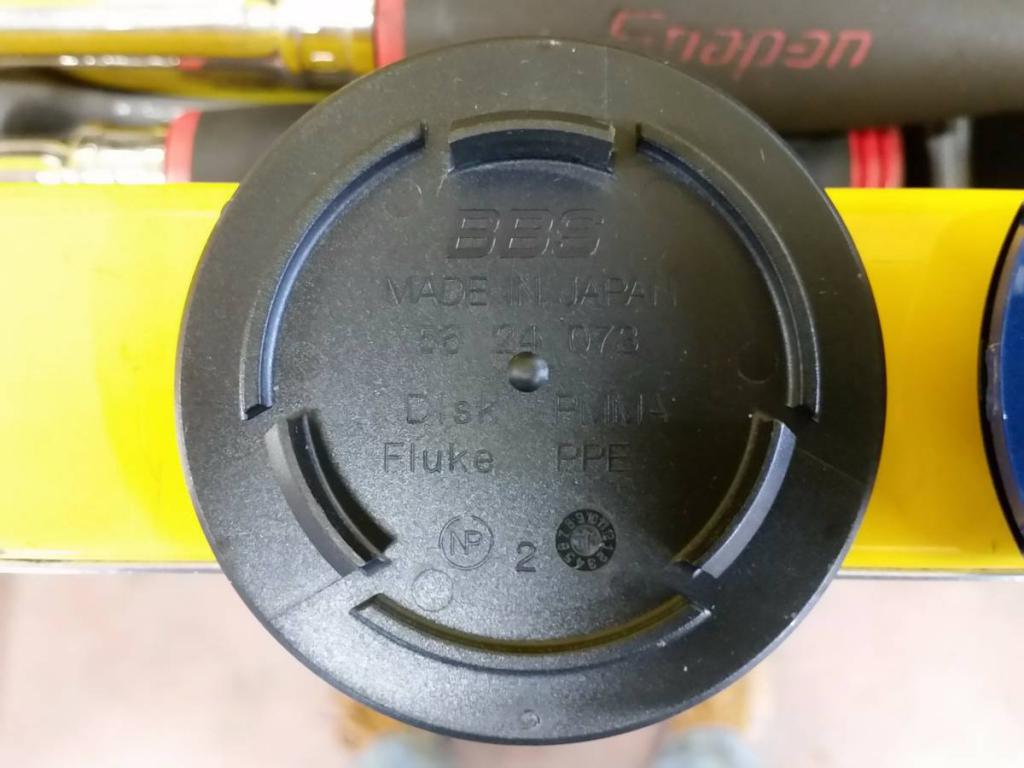 Snap-on
BBS
MADE IN JAPAN
56 24 073
Disk PMMA
Fluke PPE
NP 2